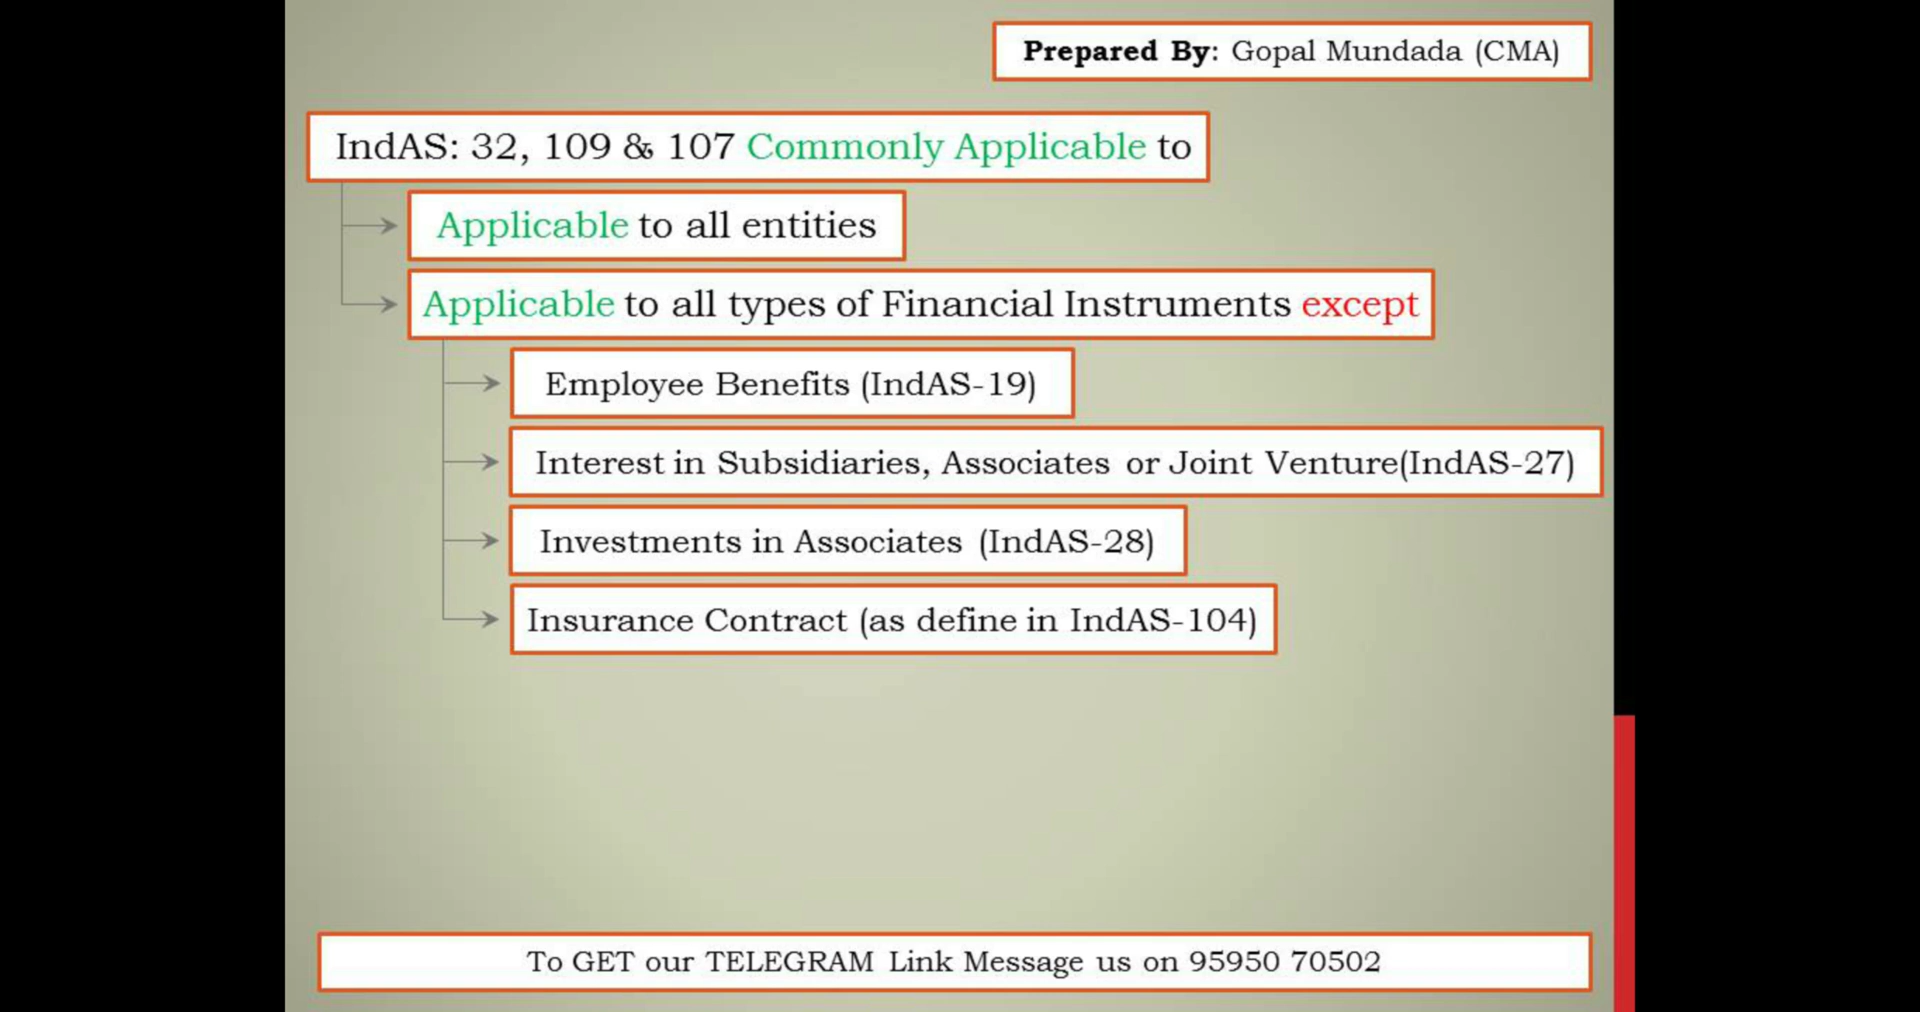 Prepared By: Gopal Mundada (CMA)
IndAS: 32, 109 & 107 Commonly Applicable to
Applicable to all entities
Applicable to all types of Financial Instruments except
Employee Benefits (IndAS-19)
Interest in Subsidiaries, Associates or Joint Venture(IndAS-27)
Investments in Associates (IndAS-28)
Insurance Contract (as define in IndAS-104)
To GET our TELEGRAM Link Message us on 95950 70502